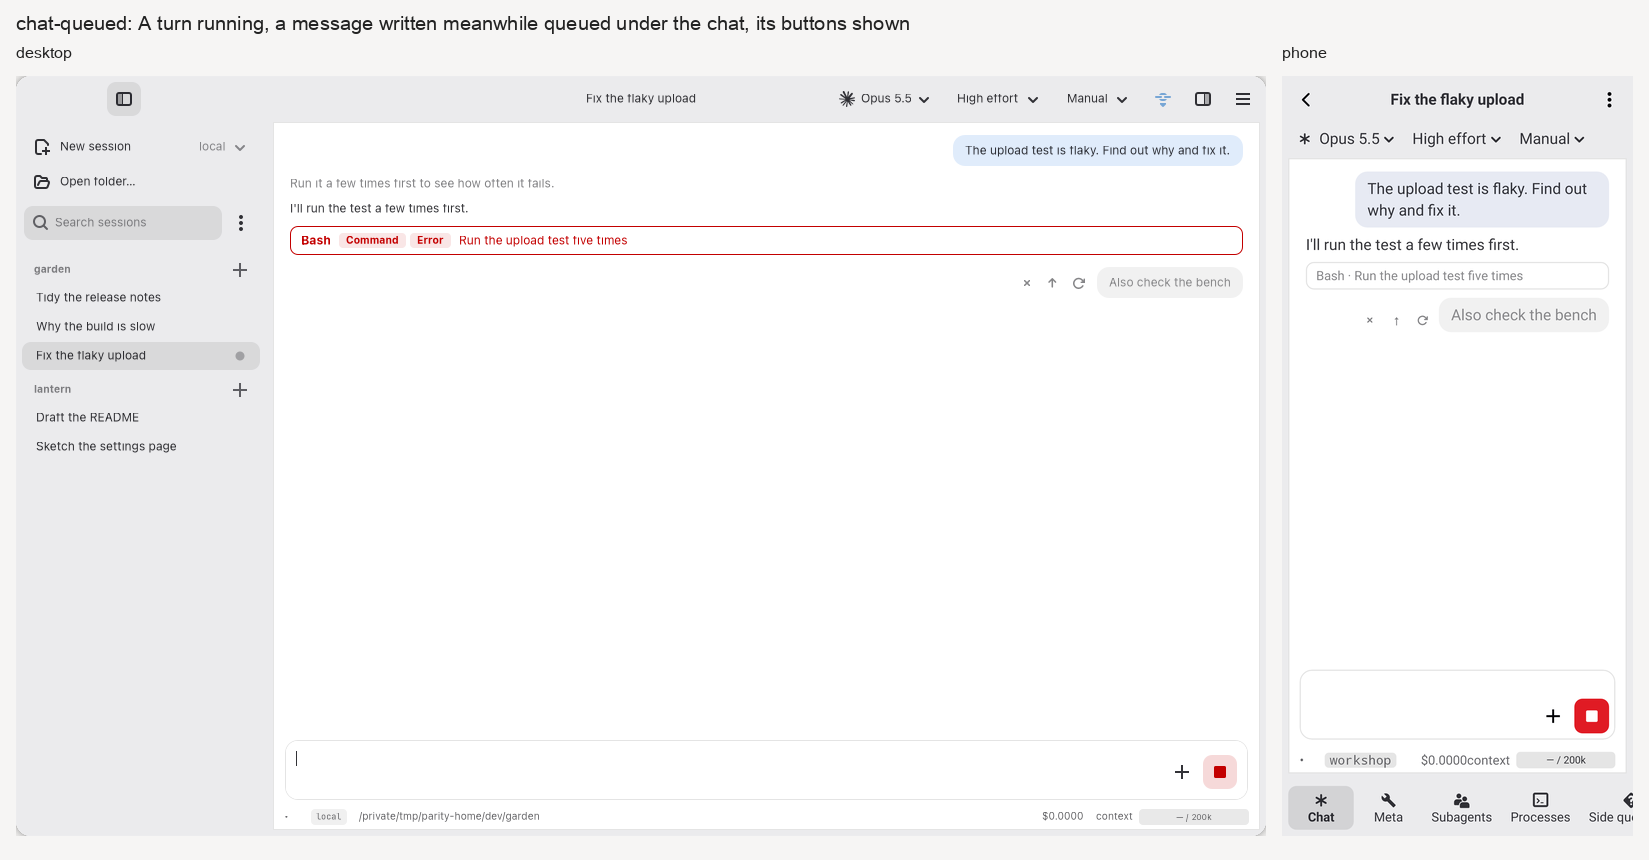 chat-queued: A turn running, a message written meanwhile queued under the chat, its buttons shown
desktop
Fix the flaky upload
Opus 5.5
High effort
Manual
New session
local
Open folder...
Search sessions
garden
Tidy the release notes
Why the build is slow
Fix the flaky upload
lantern
Draft the README
Sketch the settings page
The upload test is flaky. Find out why and fix it.
Run it a few times first to see how often it fails.
I'll run the test a few times first.
Bash Command Error Run the upload test five times
Also check the bench
local /private/tmp/parity-home/dev/garden
$0.0000 context – / 200k
phone
Fix the flaky upload
Opus 5.5 High effort Manual
The upload test is flaky. Find out
why and fix it.
I'll run the test a few times first.
Bash · Run the upload test five times
Also check the bench
workshop $0.0000context – / 200k
Chat Meta Subagents Processes Side qu